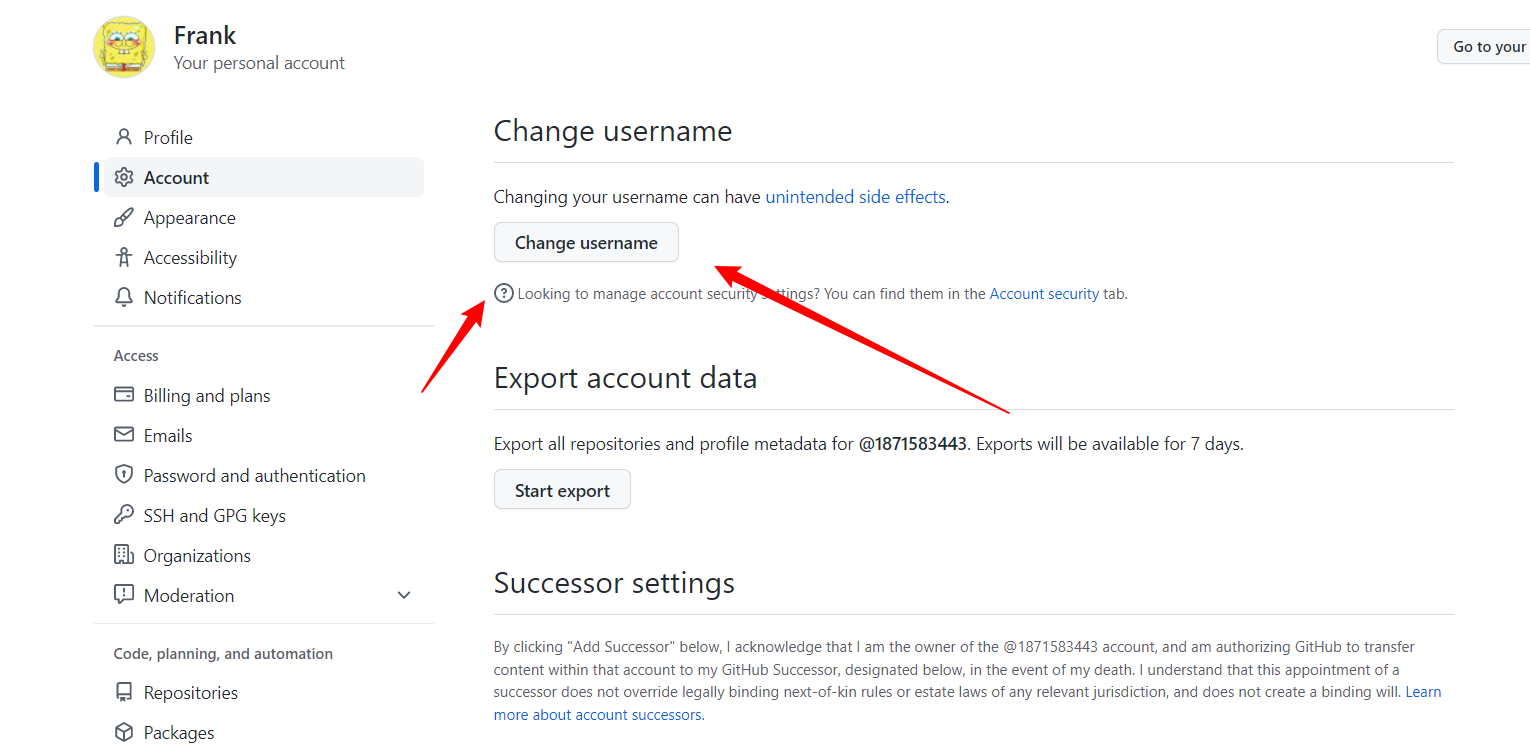 Frank
Your personal account
Go to your
Profile
Account
Appearance
Accessibility
Notifications
Access
Billing and plans
Emails
Password and authentication
SSH and GPG keys
Organizations
Moderation
Code, planning, and automation
Repositories
Packages
Change username
Changing your username can have unintended side effects.
Change username
Looking to manage account security settings? You can find them in the Account security tab.
Export account data
Export all repositories and profile metadata for @1871583443. Exports will be available for 7 days.
Start export
Successor settings
By clicking "Add Successor" below, I acknowledge that I am the owner of the @1871583443 account, and am authorizing GitHub to transfer
content within that account to my GitHub Successor, designated below, in the event of my death. I understand that this appointment of a
successor does not override legally binding next-of-kin rules or estate laws of any relevant jurisdiction, and does not create a binding will. Learn
more about account successors.